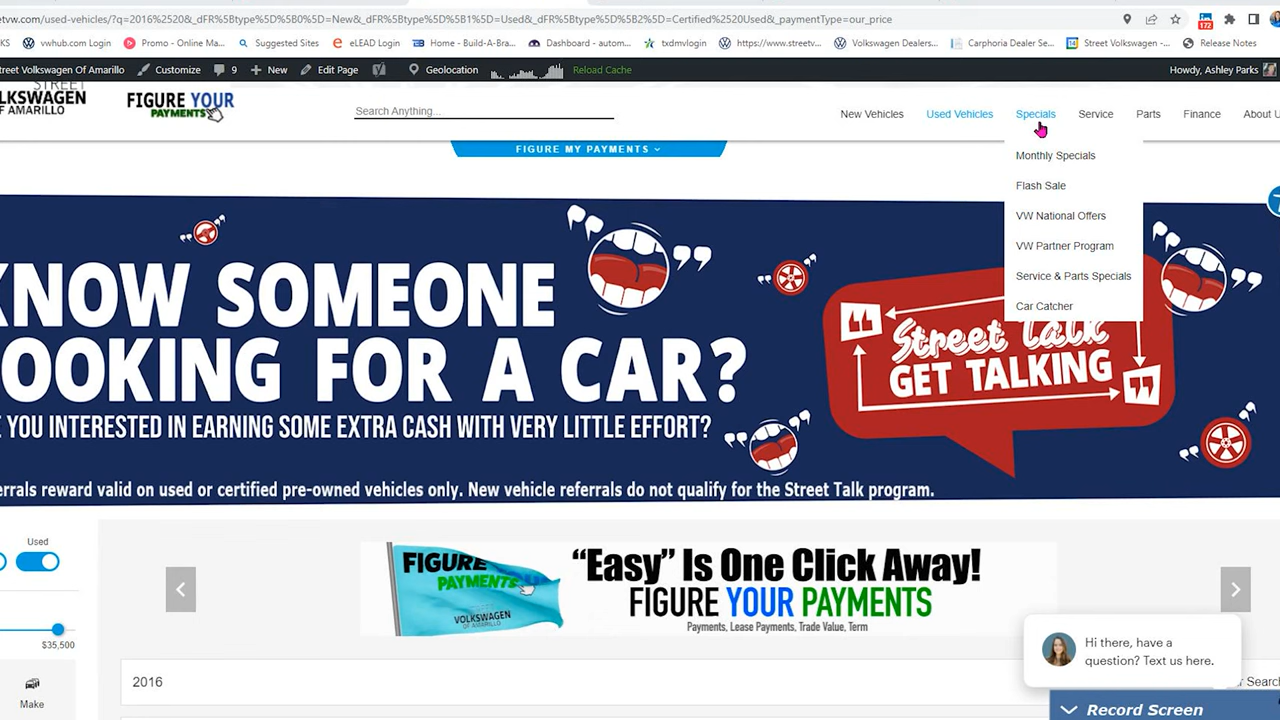 etvw.com/used-vehicles/?q=2016%2520&_dFR%5Btype%5D%5B0%5D=New&_dFR%5Btype%5D%5B1%5D=Used&_dFR%5Btype%5D%5B2%5D=Certified%2520Used&_paymentType=our_price
172
KS vwhub.com Login Promo - Online Ma... Suggested Sites eLEAD Login Home - Build-A-Bra... Dashboard - autom... txdmvlogin https://www.streetv... Volkswagen Dealers... Carphoria Dealer Se... Street Volkswagen -... Release Notes
Street Volkswagen Of Amarillo Customize 9 New Edit Page Geolocation Reload Cache Howdy, Ashley Parks
STREET
LKSWAGEN
OF AMARILLO
FIGURE YOUR
PAYMENTS
Search Anything...
New Vehicles Used Vehicles Specials Service Parts Finance About U
FIGURE MY PAYMENTS
Monthly Specials
Flash Sale
VW National Offers
VW Partner Program
Service & Parts Specials
Car Catcher
KNOW SOMEONE
OOKING FOR A CAR?
E YOU INTERESTED IN EARNING SOME EXTRA CASH WITH VERY LITTLE EFFORT?
Street Talk
GET TALKING
errals reward valid on used or certified pre-owned vehicles only. New vehicle referrals do not qualify for the Street Talk program.
Used
FIGURE
PAYMENTS
VOLKSWAGEN
OF AMARILLO
“Easy” Is One Click Away!
FIGURE YOUR PAYMENTS
Payments, Lease Payments, Trade Value, Term
$35,500
Make
2016
Hi there, have a
question? Text us here.
r Searc
Record Screen